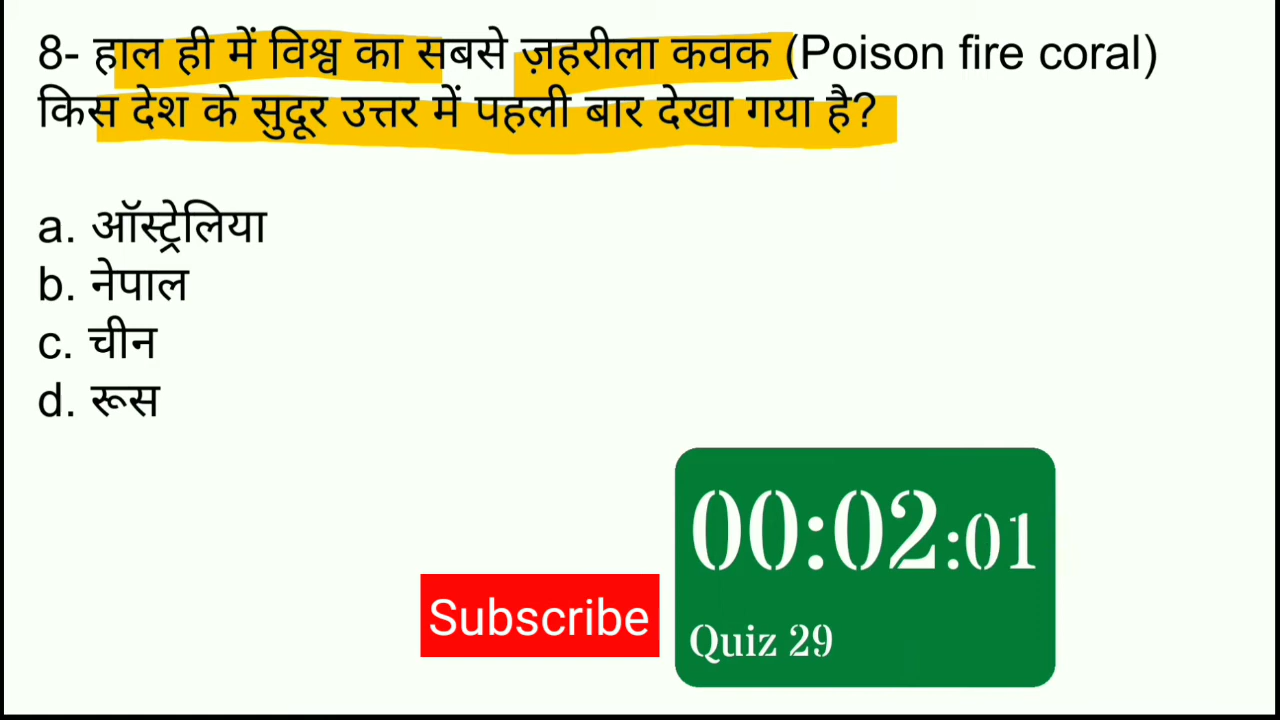 8- हाल ही में विश्व का सबसे ज़हरीला कवक (Poison fire coral)
किस देश के सुदूर उत्तर में पहली बार देखा गया है?
a. ऑस्ट्रेलिया
b. नेपाल
c. चीन
d. रूस
00:02:01
Subscribe
Quiz 29